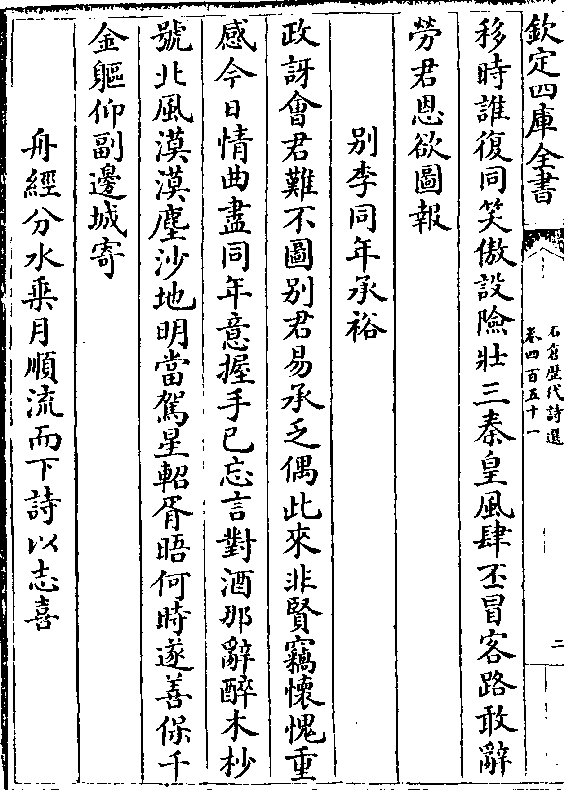 欽定四庫全書
石倉歷代詩選
卷四百五十一
二
移時誰復同笑傲設險壯三秦皇風肆丕冒客路敢辭
勞君恩欲圖報
別李同年承裕
政訝會君難不圖別君易承乏偶此來非賢竊懷愧重
感今日情曲盡同年意握手已忘言對酒那辭醉木杪
號北風漠漠塵沙地明當駕星軺胥晤何時遂善保千
金軀仰副邊城寄
舟經分水乗月順流而下詩以志喜